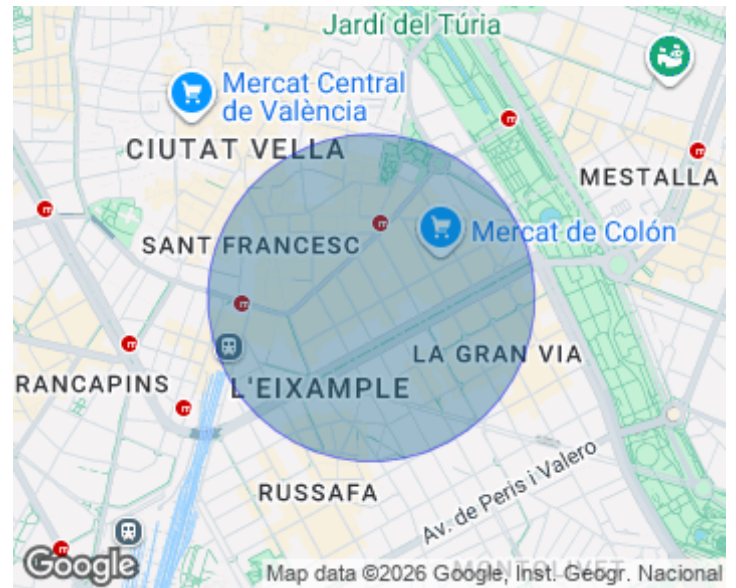 Jardí del Túria
Mercat Central
de València
CIUTAT VELLA
MESTALLA
SANT FRANCESC
Mercat de Colón
LA GRAN VIA
RANCAPINS
L'EIXAMPLE
RUSSAFA
Av. de Peris i Valero
MONTOLIVET
Google
Map data ©2026 Google, Inst. Geogr. Nacional